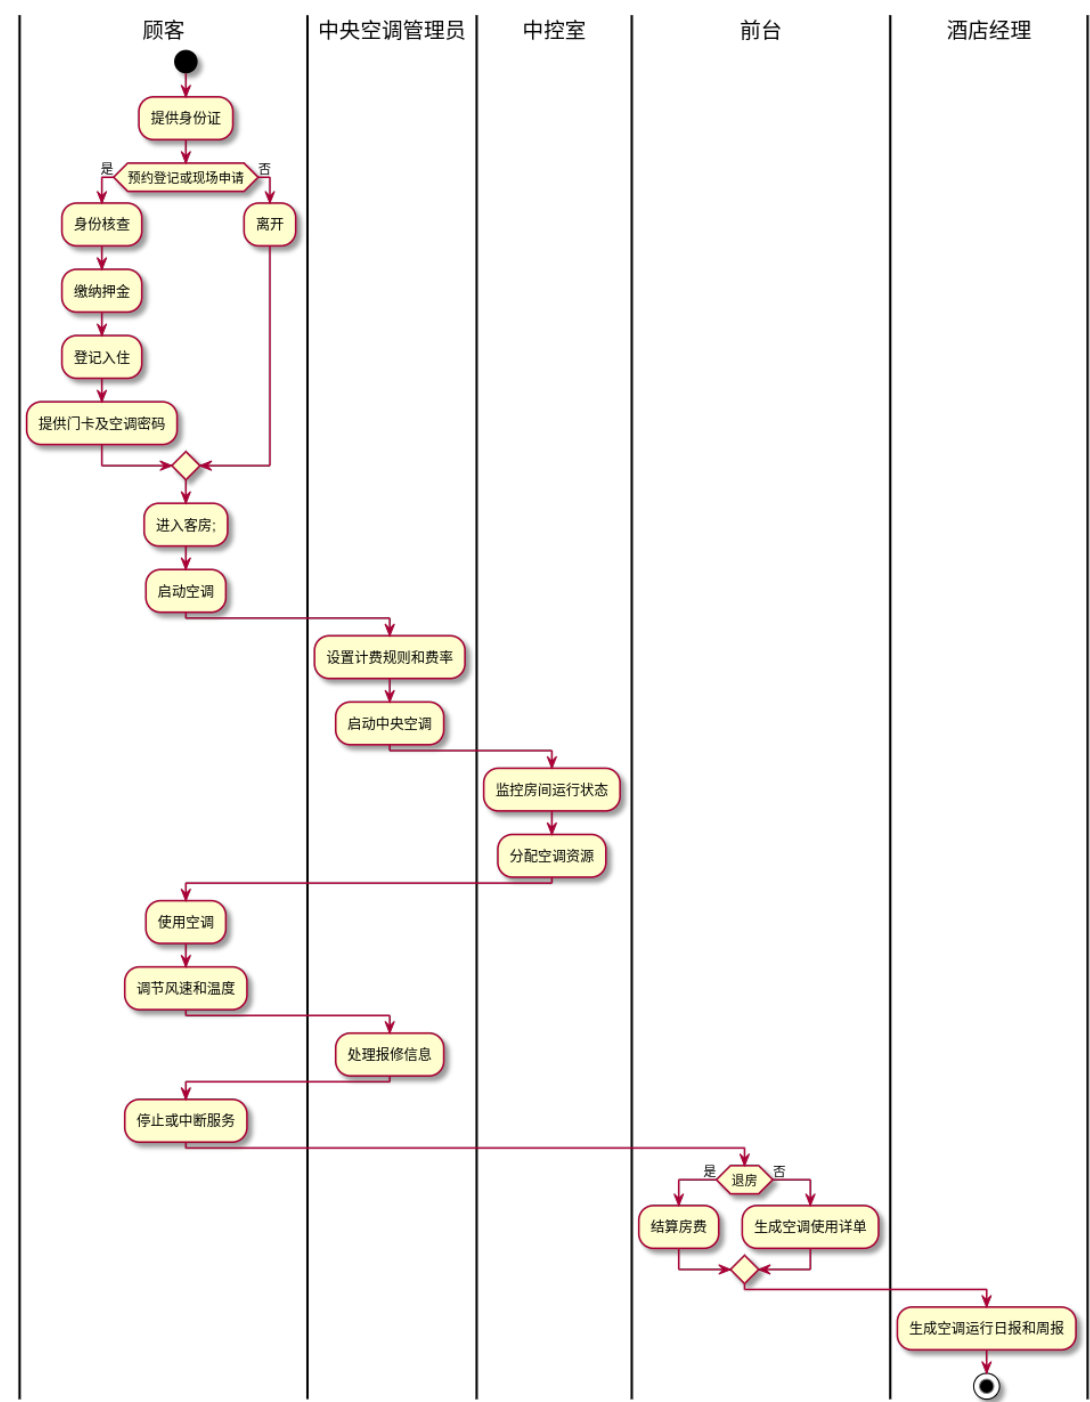 顾客
中央空调管理员
中控室
前台
酒店经理
提供身份证
是
预约登记或现场申请
否
身份核查
离开
缴纳押金
登记入住
提供门卡及空调密码
进入客房;
启动空调
设置计费规则和费率
启动中央空调
监控房间运行状态
分配空调资源
使用空调
调节风速和温度
处理报修信息
停止或中断服务
是
退房
否
结算房费
生成空调使用详单
生成空调运行日报和周报